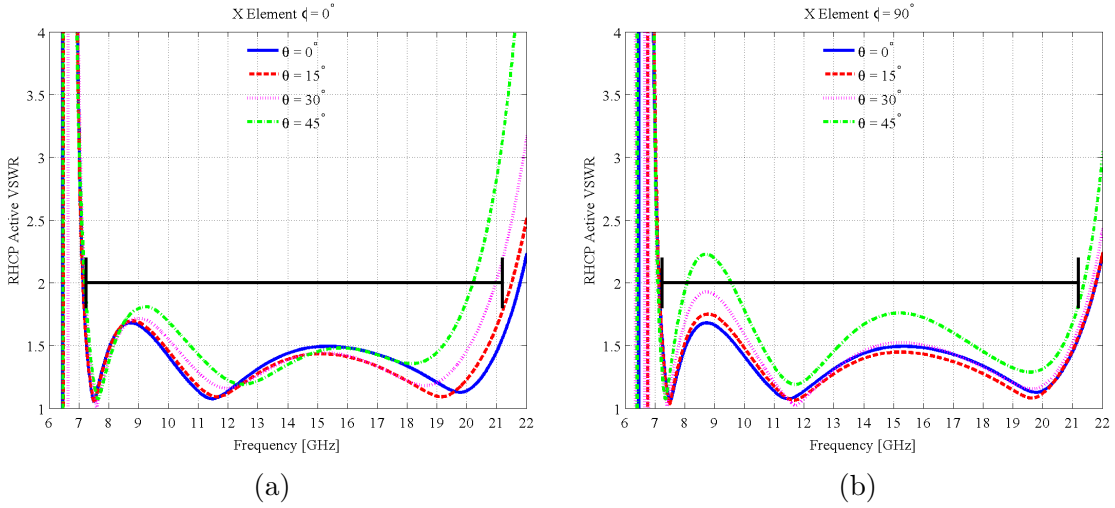 X Element ϕ = 0°
RHCP Active VSWR
4
3.5
3
2.5
2
1.5
1
θ = 0°
θ = 15°
θ = 30°
θ = 45°
6 7 8 9 10 11 12 13 14 15 16 17 18 19 20 21 22
Frequency [GHz]
(a)
X Element ϕ = 90°
RHCP Active VSWR
4
3.5
3
2.5
2
1.5
1
θ = 0°
θ = 15°
θ = 30°
θ = 45°
6 7 8 9 10 11 12 13 14 15 16 17 18 19 20 21 22
Frequency [GHz]
(b)